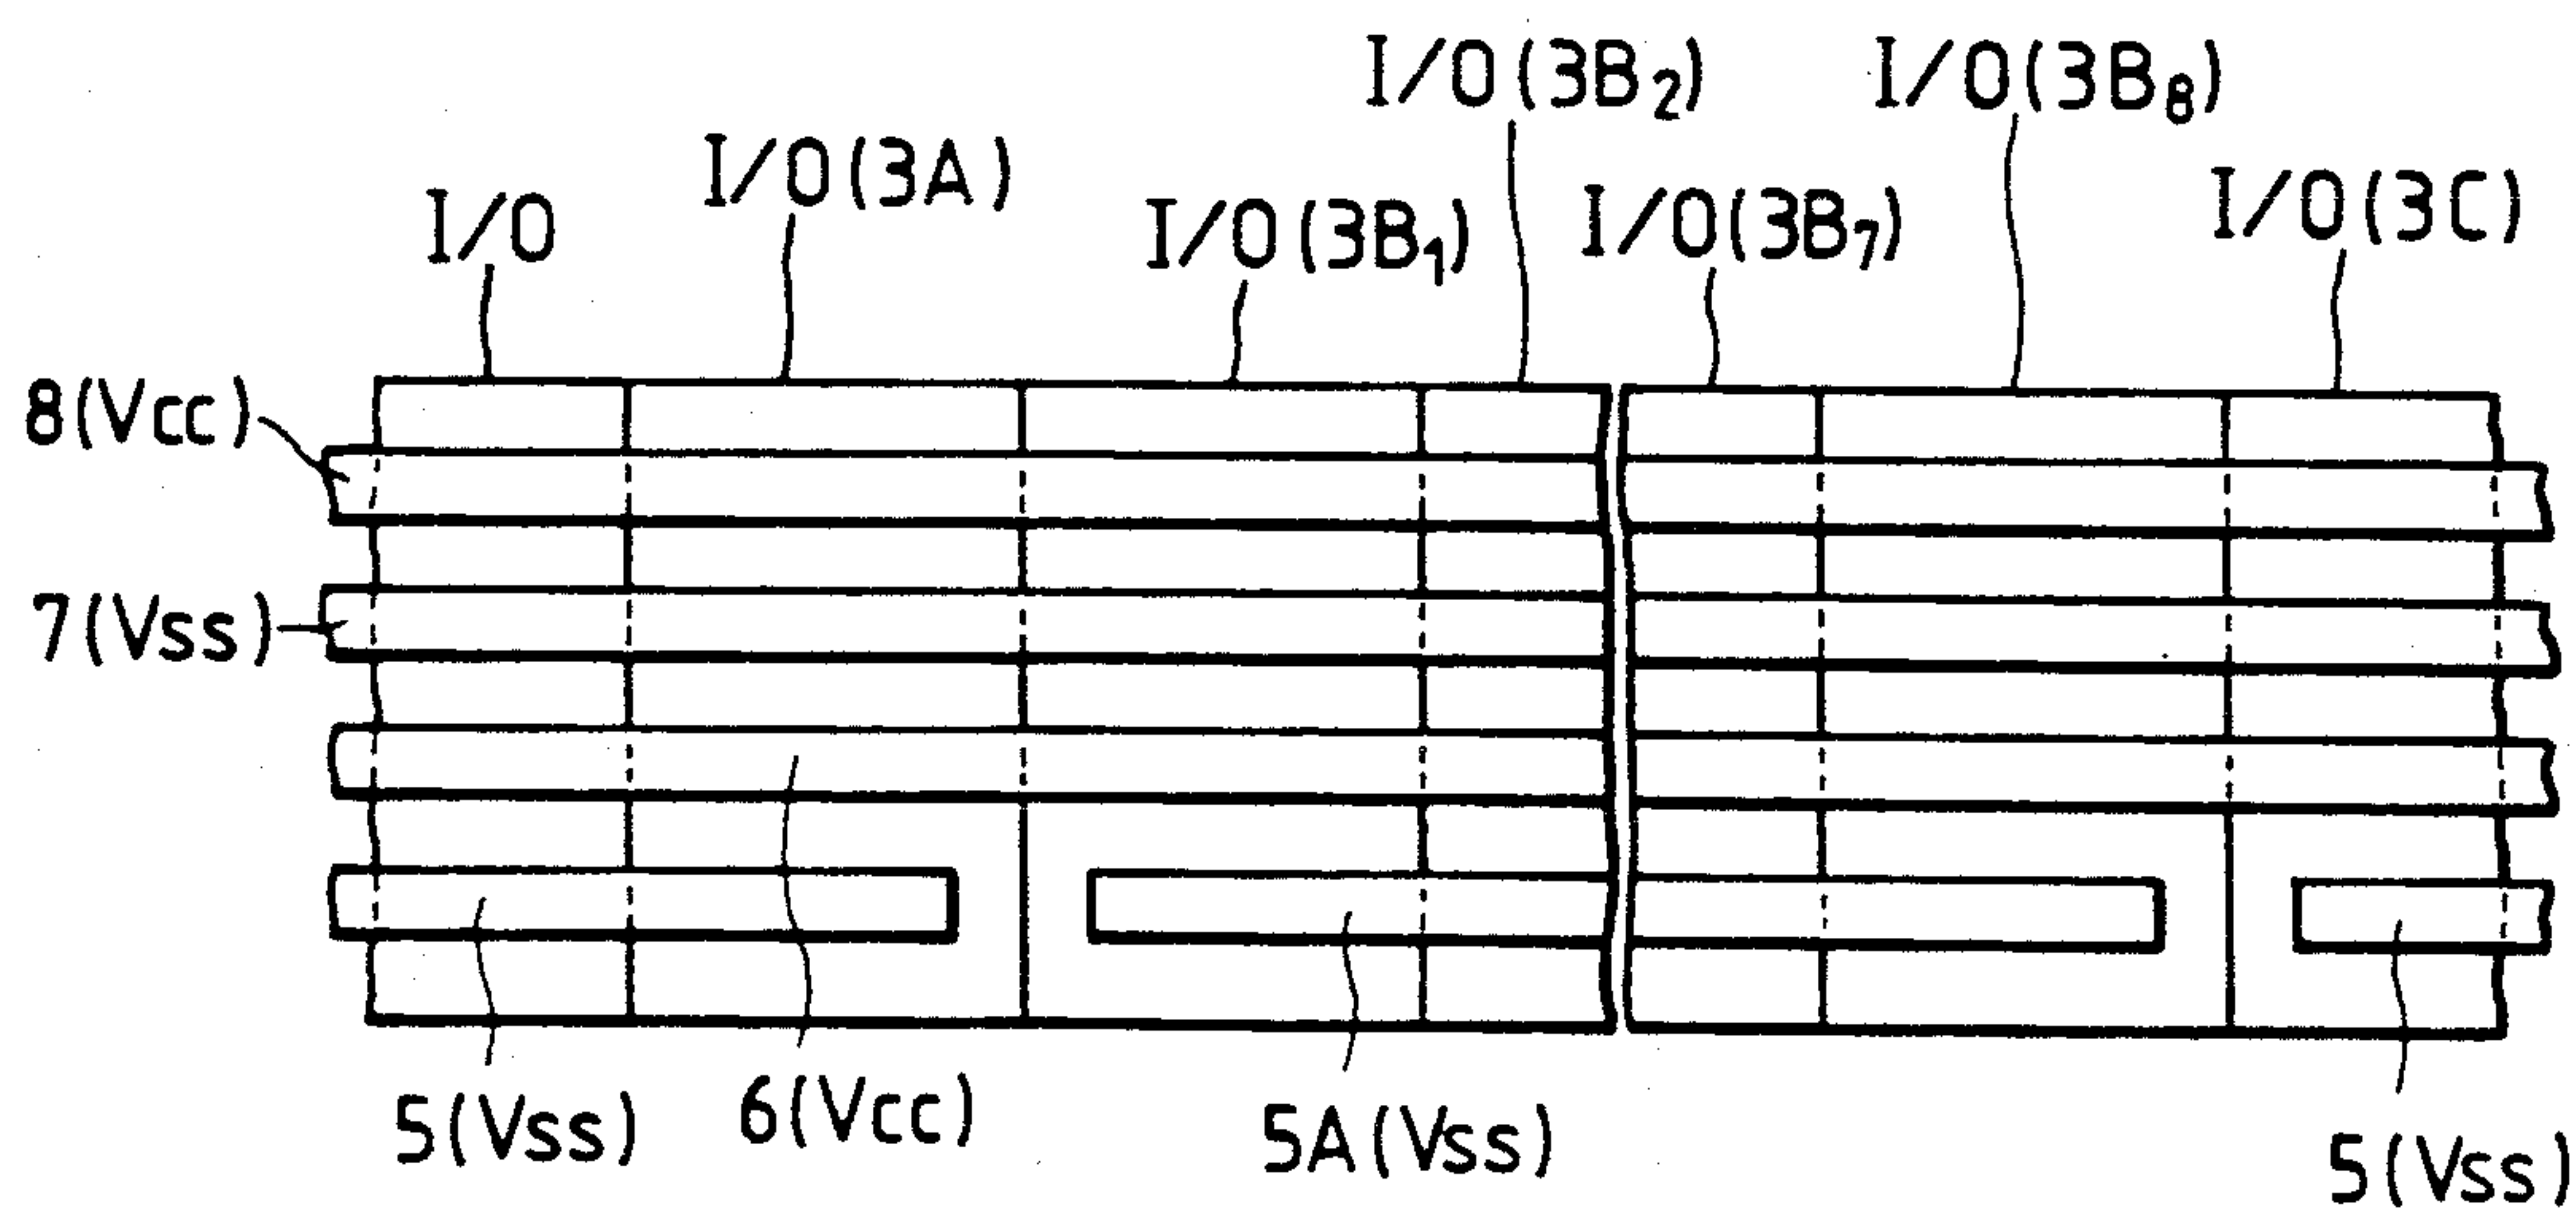 I/O
I/O(3A)
I/O(3B₁)
I/O(3B₂)
I/O(3B₇)
I/O(3B₈)
I/O(3C)
8(Vcc)
7(Vss)
5(Vss)
6(Vcc)
5A(Vss)
5(Vss)